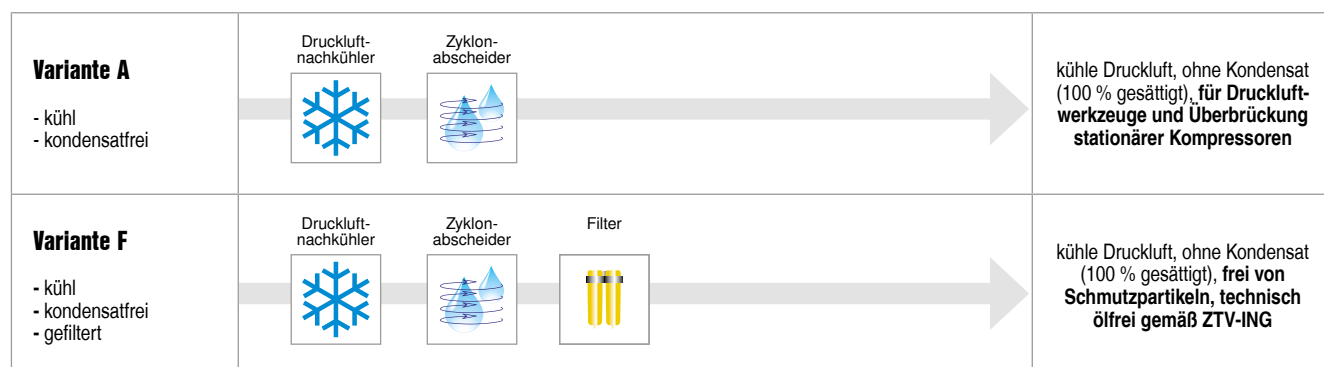 Variante A
- kühl
- kondensatfrei
Druckluft-
nachkühler
Zyklon-
abscheider
kühle Druckluft, ohne Kondensat
(100 % gesättigt), für Druckluft-
werkzeuge und Überbrückung
stationärer Kompressoren
Variante F
- kühl
- kondensatfrei
- gefiltert
Druckluft-
nachkühler
Zyklon-
abscheider
Filter
kühle Druckluft, ohne Kondensat
(100 % gesättigt), frei von
Schmutzpartikeln, technisch
ölfrei gemäß ZTV-ING